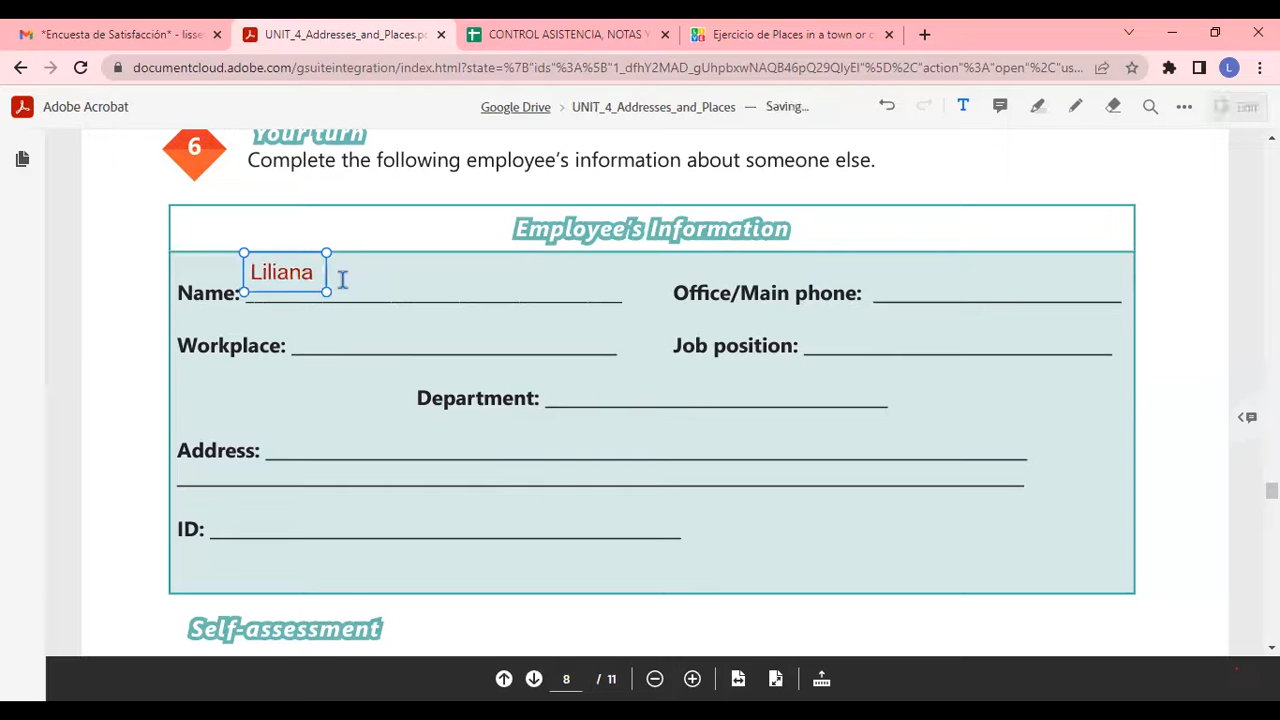 *Encuesta de Satisfacción* - lisse
UNIT_4_Addresses_and_Places.pd
CONTROL ASISTENCIA, NOTAS Y
Ejercicio de Places in a town or c
documentcloud.adobe.com/gsuiteintegration/index.html?state=%7B"ids"%3A%5B"1_dfhY2MAD_gUhpbxwNAQB46pQ29QIyEI"%5D%2C"action"%3A"open"%2C"us...
L
Adobe Acrobat
Google Drive > UNIT_4_Addresses_and_Places Saving...
T
Edit
6
Your turn
Complete the following employee's information about someone else.
Employee's Information
Liliana
Name: Office/Main phone:
Workplace: Job position:
Department:
Address:
ID:
Self-assessment
8 / 11